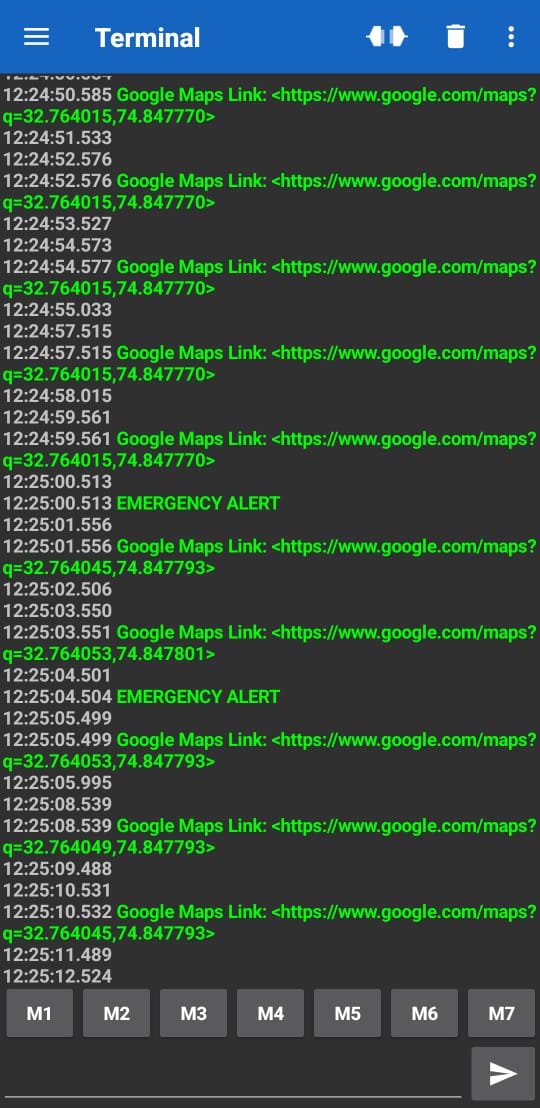 Terminal
12:24:50.585 Google Maps Link: <https://www.google.com/maps?
q=32.764015,74.847770>
12:24:51.533
12:24:52.576
12:24:52.576 Google Maps Link: <https://www.google.com/maps?
q=32.764015,74.847770>
12:24:53.527
12:24:54.573
12:24:54.577 Google Maps Link: <https://www.google.com/maps?
q=32.764015,74.847770>
12:24:55.033
12:24:57.515
12:24:57.515 Google Maps Link: <https://www.google.com/maps?
q=32.764015,74.847770>
12:24:58.015
12:24:59.561
12:24:59.561 Google Maps Link: <https://www.google.com/maps?
q=32.764015,74.847770>
12:25:00.513
12:25:00.513 EMERGENCY ALERT
12:25:01.556
12:25:01.556 Google Maps Link: <https://www.google.com/maps?
q=32.764045,74.847793>
12:25:02.506
12:25:03.550
12:25:03.551 Google Maps Link: <https://www.google.com/maps?
q=32.764053,74.847801>
12:25:04.501
12:25:04.504 EMERGENCY ALERT
12:25:05.499
12:25:05.499 Google Maps Link: <https://www.google.com/maps?
q=32.764053,74.847793>
12:25:05.995
12:25:08.539
12:25:08.539 Google Maps Link: <https://www.google.com/maps?
q=32.764049,74.847793>
12:25:09.488
12:25:10.531
12:25:10.532 Google Maps Link: <https://www.google.com/maps?
q=32.764045,74.847793>
12:25:11.489
12:25:12.524
M1 M2 M3 M4 M5 M6 M7